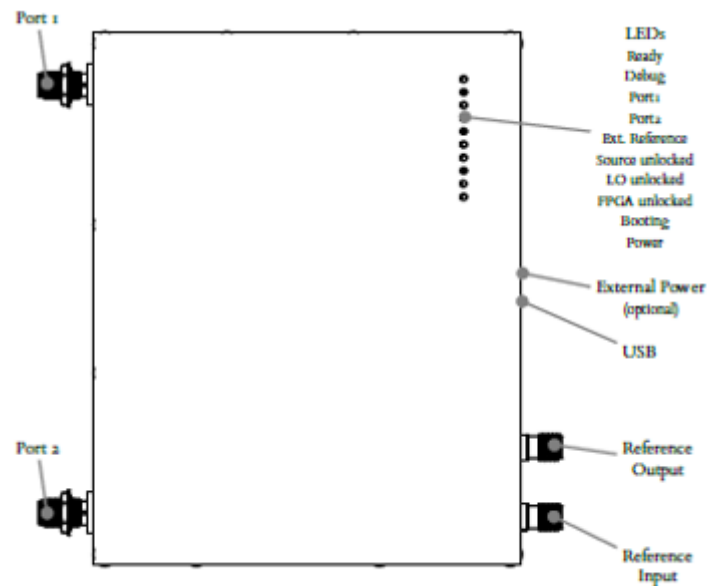 Port 1
LEDs
Ready
Debug
Port1
Port2
Ext. Reference
Source unlocked
LO unlocked
FPGA unlocked
Booting
Power
External Power
(optional)
USB
Port 2
Reference
Output
Reference
Input